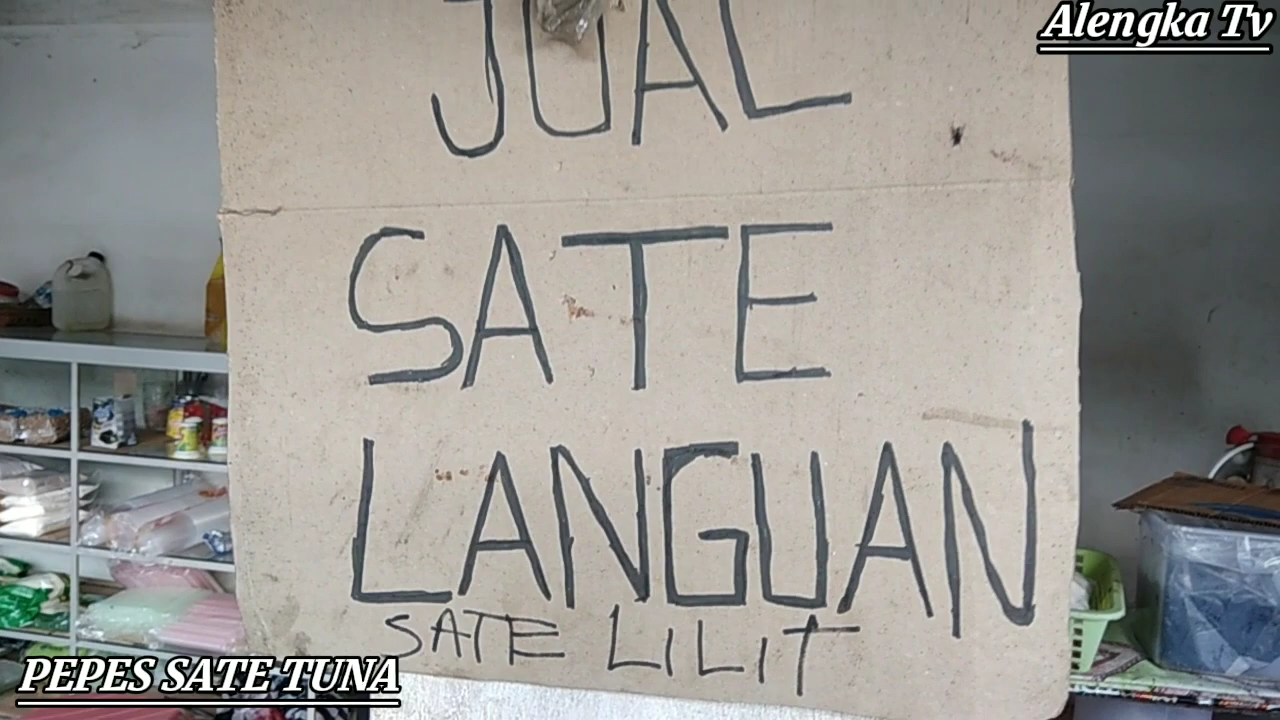 Alengka Tv
JUAL
SATE
LANGUAN
SATE LILIT
PEPES SATE TUNA